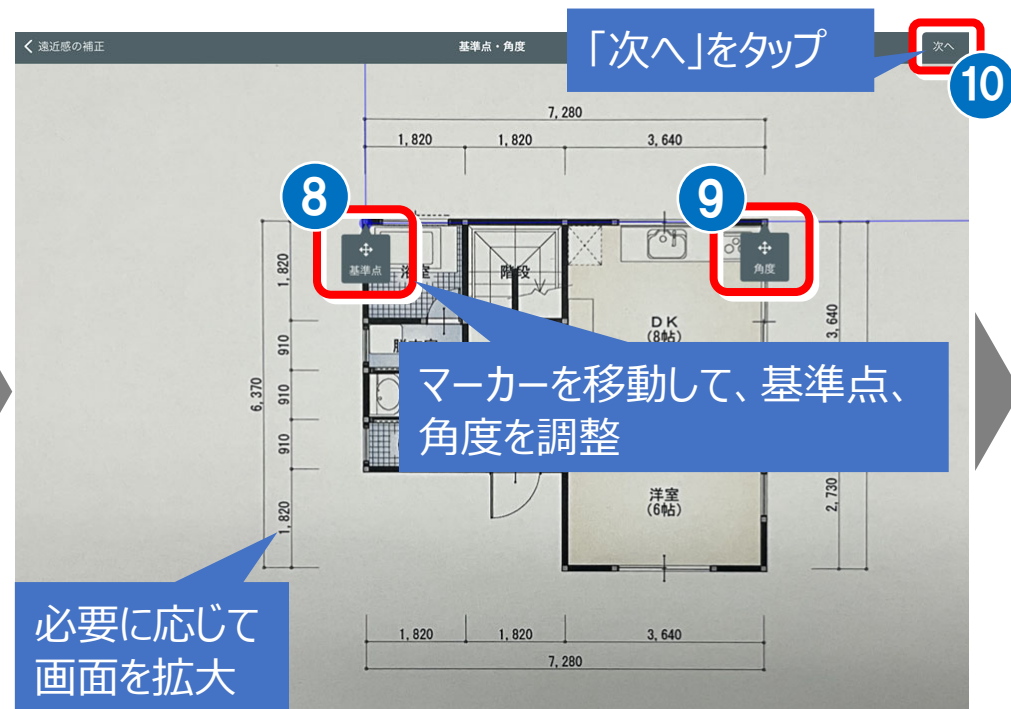 遠近感の補正
基準点・角度
次へ
「次へ」をタップ
10
7,280
1,820
1,820
3,640
8
9
基準点
角度
浴室
階段
1,820
910
910
910
1,820
6,370
DK
(8帖)
3,640
マーカーを移動して、基準点、
角度を調整
洋室
(6帖)
2,730
必要に応じて
画面を拡大
1,820
1,820
3,640
7,280